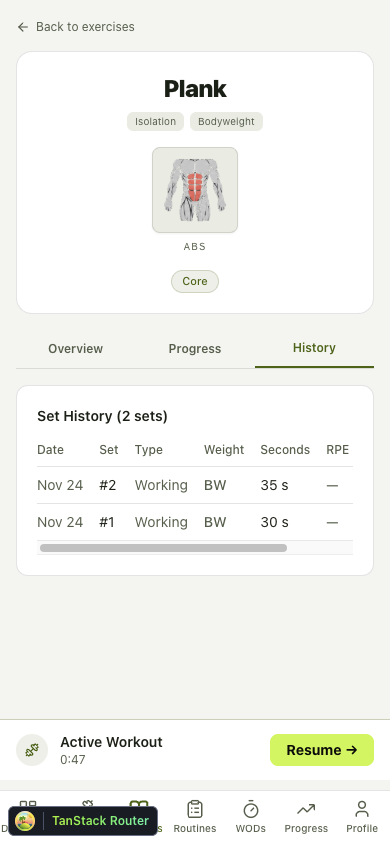 Back to exercises
Plank
Isolation Bodyweight
ABS
Core
Overview Progress History
Set History (2 sets)
Date Set Type Weight Seconds RPE
Nov 24 #2 Working BW 35 s —
Nov 24 #1 Working BW 30 s —
Active Workout
0:47
Resume →
TanStack Router
Routines WODs Progress Profile